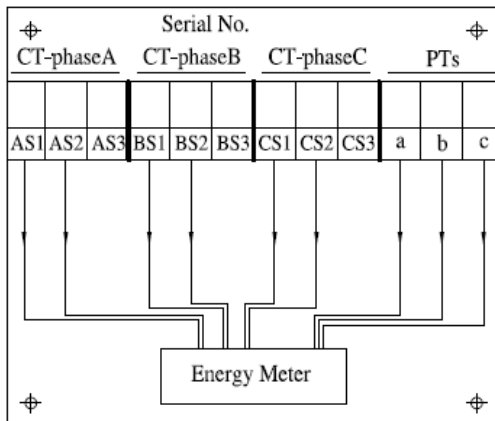 Serial No.
CT-phaseA CT-phaseB CT-phaseC PTs
AS1 AS2 AS3 BS1 BS2 BS3 CS1 CS2 CS3 a b c
Energy Meter